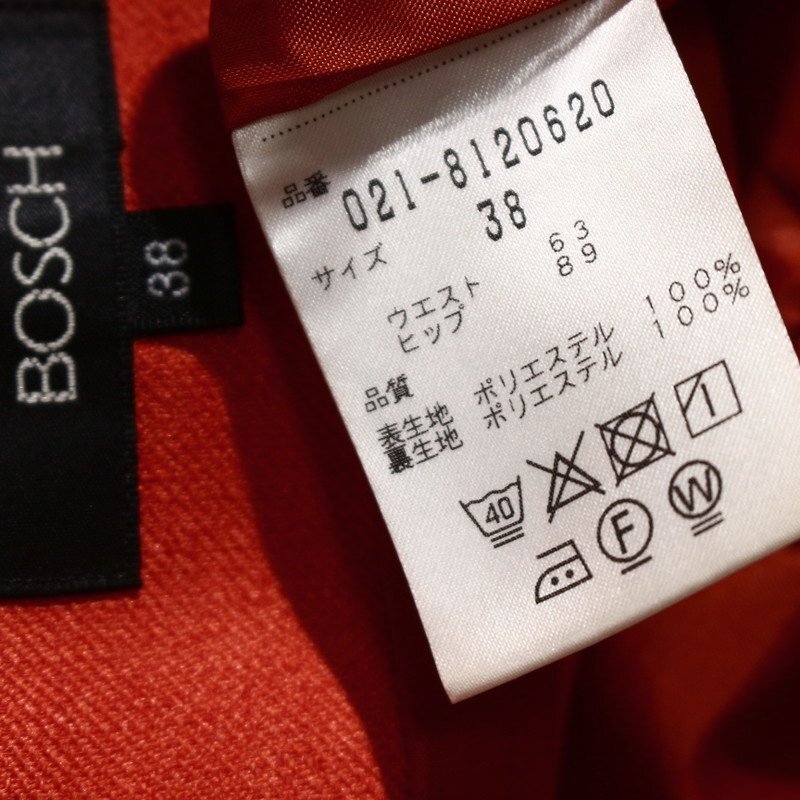 BOSCH
38
品番 021-8120620
サイズ 38
ウエスト 63
ヒップ 89
品質
表生地 ポリエステル 100%
裏生地 ポリエステル 100%
40
F
W